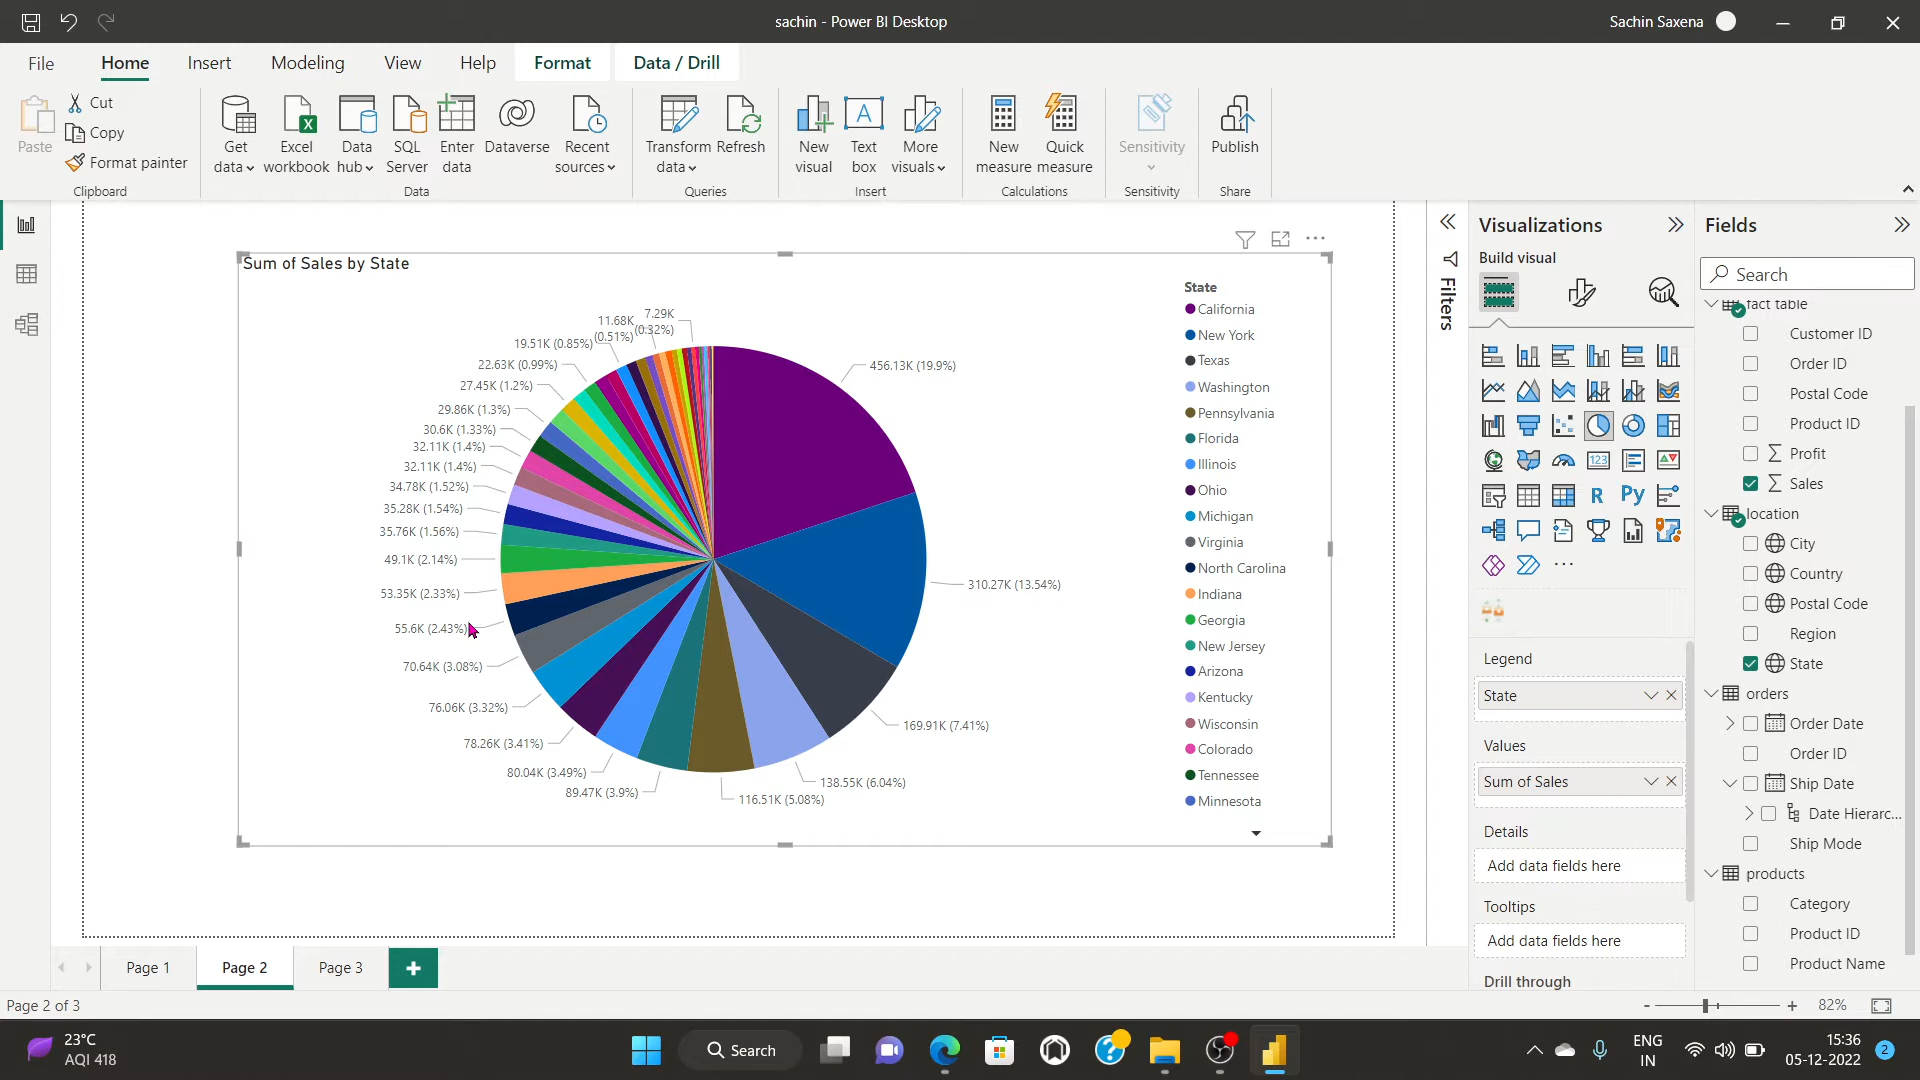 sachin - Power BI Desktop
Sachin Saxena
File
Home
Insert
Modeling
View
Help
Format
Data / Drill
Paste
Cut
Copy
Format painter
Clipboard
Get data
Excel workbook
Data hub
SQL Server
Enter data
Dataverse
Recent sources
Data
Transform data
Refresh
Queries
New visual
Text box
More visuals
Insert
New measure
Quick measure
Calculations
Sensitivity
Sensitivity
Publish
Share
Sum of Sales by State
456.13K (19.9%)
310.27K (13.54%)
169.91K (7.41%)
138.55K (6.04%)
116.51K (5.08%)
89.47K (3.9%)
80.04K (3.49%)
78.26K (3.41%)
76.06K (3.32%)
70.64K (3.08%)
55.6K (2.43%)
53.35K (2.33%)
49.1K (2.14%)
35.76K (1.56%)
35.28K (1.54%)
34.78K (1.52%)
32.11K (1.4%)
32.11K (1.4%)
30.6K (1.33%)
29.86K (1.3%)
27.45K (1.2%)
22.63K (0.99%)
19.51K (0.85%)
11.68K (0.51%)
7.29K (0.32%)
State
California
New York
Texas
Washington
Pennsylvania
Florida
Illinois
Ohio
Michigan
Virginia
North Carolina
Indiana
Georgia
New Jersey
Arizona
Kentucky
Wisconsin
Colorado
Tennessee
Minnesota
Filters
Visualizations
Build visual
123
R
Py
Legend
State
Values
Sum of Sales
Details
Add data fields here
Tooltips
Add data fields here
Drill through
Fields
Search
fact table
Customer ID
Order ID
Postal Code
Product ID
Profit
Sales
location
City
Country
Postal Code
Region
State
orders
Order Date
Order ID
Ship Date
Date Hierarc...
Ship Mode
products
Category
Product ID
Product Name
Page 1
Page 2
Page 3
Page 2 of 3
82%
23°C
AQI 418
Search
ENG
IN
15:36
05-12-2022
2